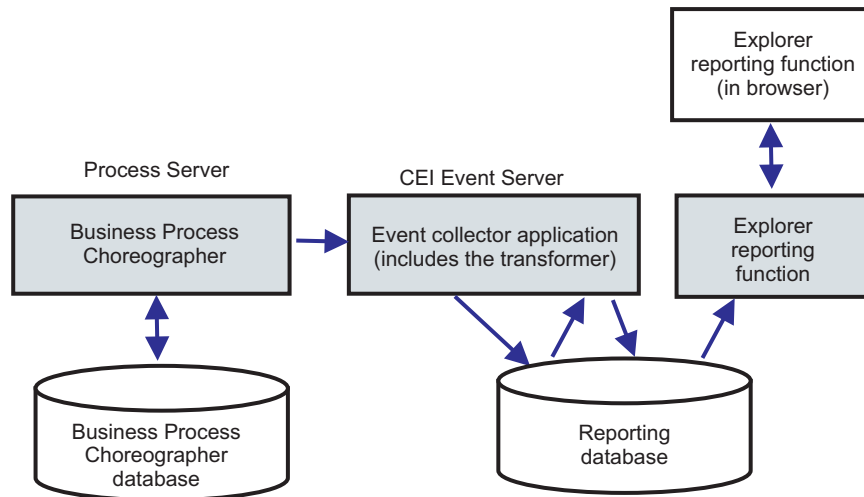 Explorer
reporting function
(in browser)
Process Server
CEI Event Server
Business Process
Choreographer
Event collector application
(includes the transformer)
Explorer
reporting
function
Business Process
Choreographer
database
Reporting
database